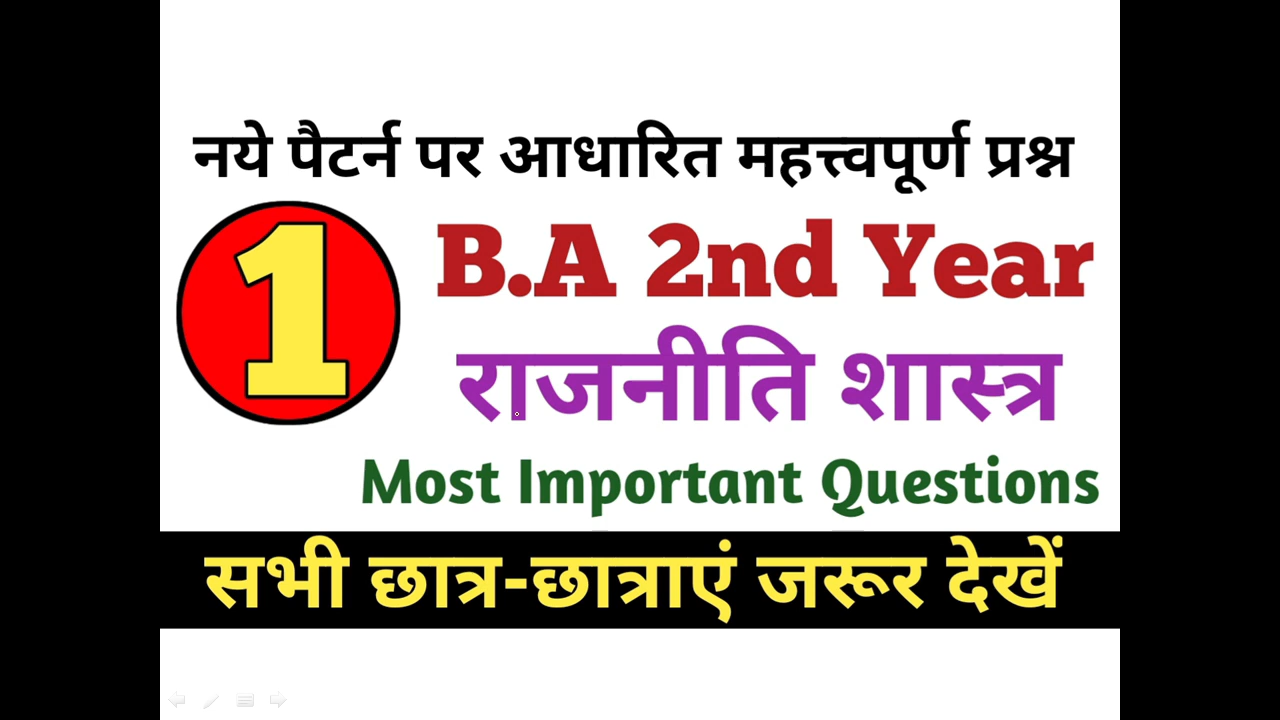 नये पैटर्न पर आधारित महत्त्वपूर्ण प्रश्न
1
B.A 2nd Year
राजनीति शास्त्र
Most Important Questions
सभी छात्र-छात्राएं जरूर देखें